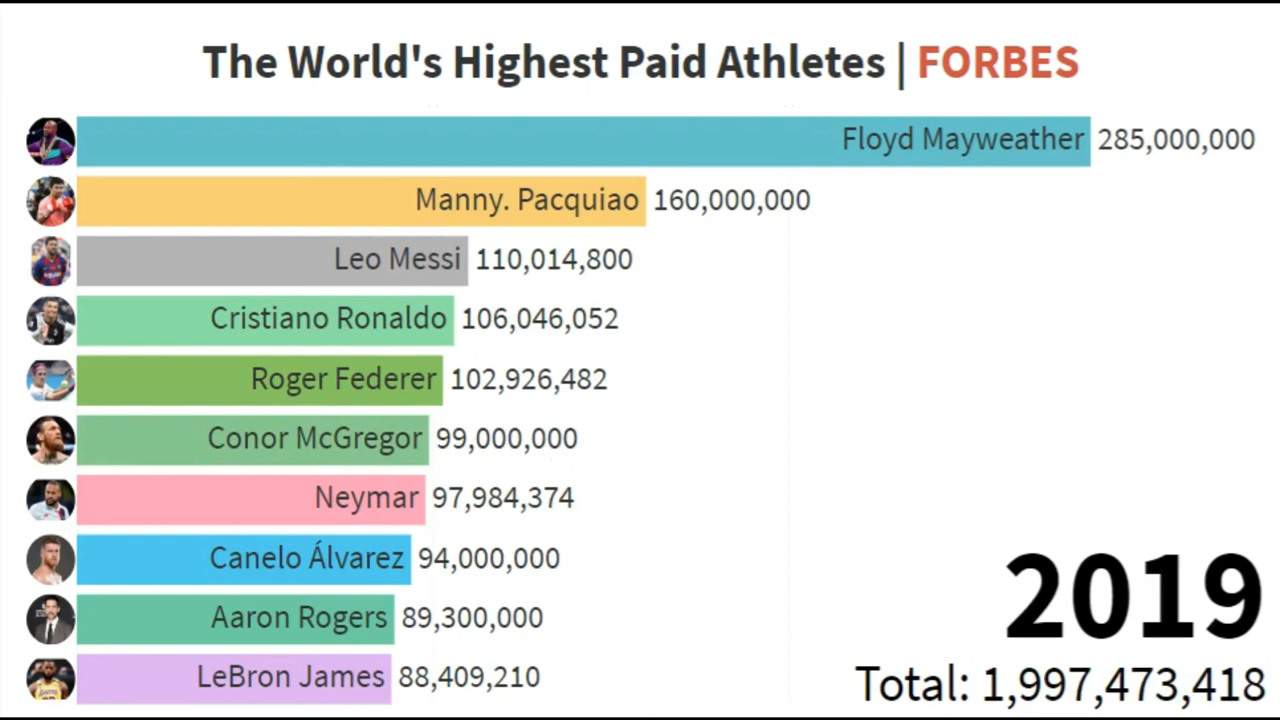 The World's Highest Paid Athletes | FORBES
Floyd Mayweather 285,000,000
Manny. Pacquiao 160,000,000
Leo Messi 110,014,800
Cristiano Ronaldo 106,046,052
Roger Federer 102,926,482
Conor McGregor 99,000,000
Neymar 97,984,374
Canelo Álvarez 94,000,000
Aaron Rogers 89,300,000
LeBron James 88,409,210
2019
Total: 1,997,473,418